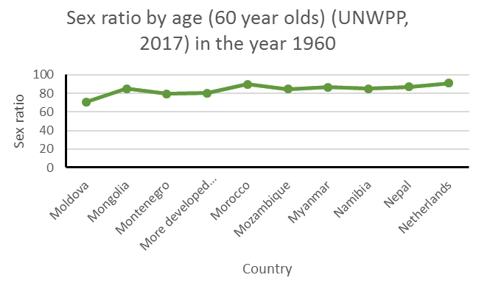 Sex ratio by age (60 year olds) (UNWPP,
2017) in the year 1960
100
80
60
40
20
0
Sex ratio
Moldova
Mongolia
Montenegro
More developed…
Morocco
Mozambique
Myanmar
Namibia
Nepal
Netherlands
Country